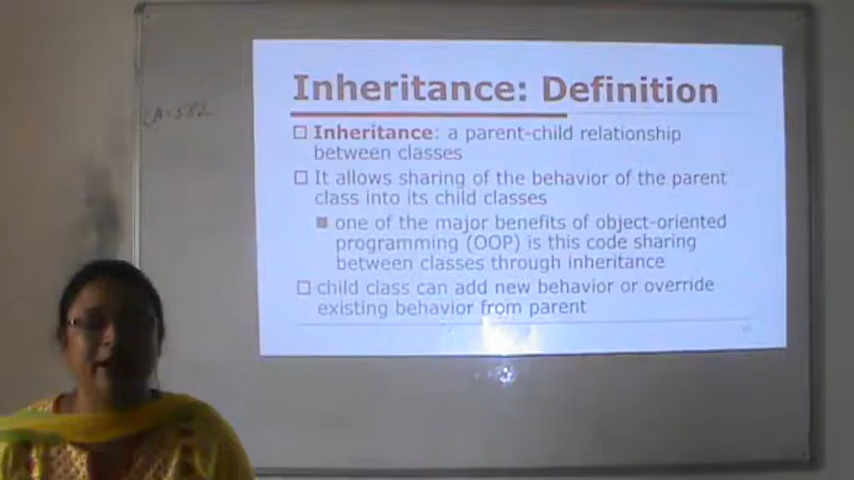 Inheritance: Definition
Inheritance: a parent-child relationship
between classes
It allows sharing of the behavior of the parent
class into its child classes
one of the major benefits of object-oriented
programming (OOP) is this code sharing
between classes through inheritance
child class can add new behavior or override
existing behavior from parent